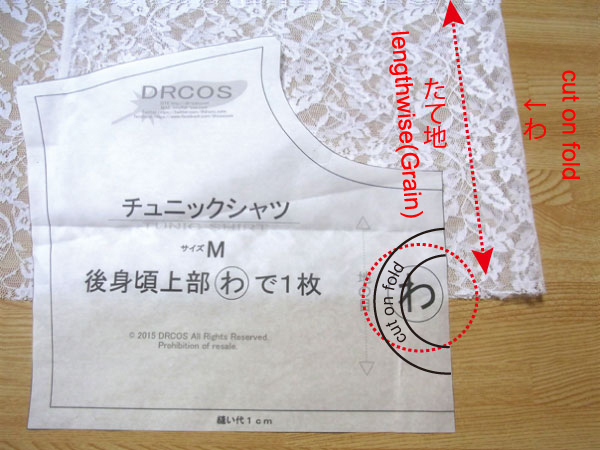 DRCOS
チュニックシャツ
TUNIC SHIRT
サイズM
後身頃上部わで1枚
© 2015 DRCOS All Rights Reserved.
Prohibition of resale.
縫い代1cm
わ
cut on fold
たて地
lengthwise(Grain)
cut on fold
←わ